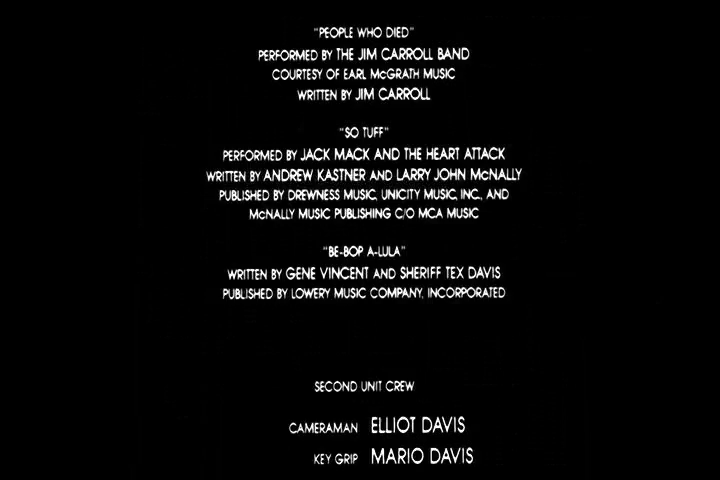 "PEOPLE WHO DIED"
PERFORMED BY THE JIM CARROLL BAND
COURTESY OF EARL McGRATH MUSIC
WRITTEN BY JIM CARROLL
"SO TUFF"
PERFORMED BY JACK MACK AND THE HEART ATTACK
WRITTEN BY ANDREW KASTNER AND LARRY JOHN McNALLY
PUBLISHED BY DREWNESS MUSIC, UNICITY MUSIC, INC., AND
McNALLY MUSIC PUBLISHING C/O MCA MUSIC
"BE-BOP A-LULA"
WRITTEN BY GENE VINCENT AND SHERIFF TEX DAVIS
PUBLISHED BY LOWERY MUSIC COMPANY, INCORPORATED
SECOND UNIT CREW
CAMERAMAN ELLIOT DAVIS
KEY GRIP MARIO DAVIS